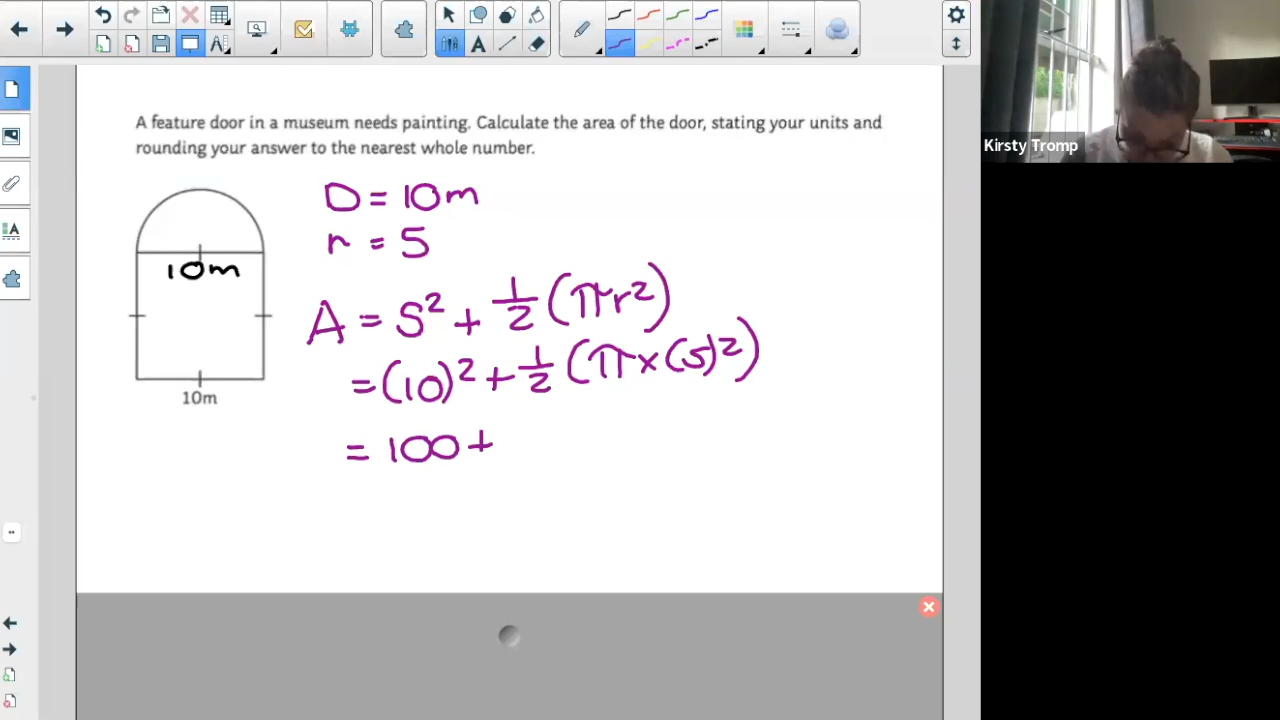 Kirsty Tromp
A feature door in a museum needs painting. Calculate the area of the door, stating your units and
rounding your answer to the nearest whole number.
D = 10m
r = 5
10m
A = S² + 1/2 (πr²)
= (10)² + 1/2 (π × (5)²)
10m
= 100 +